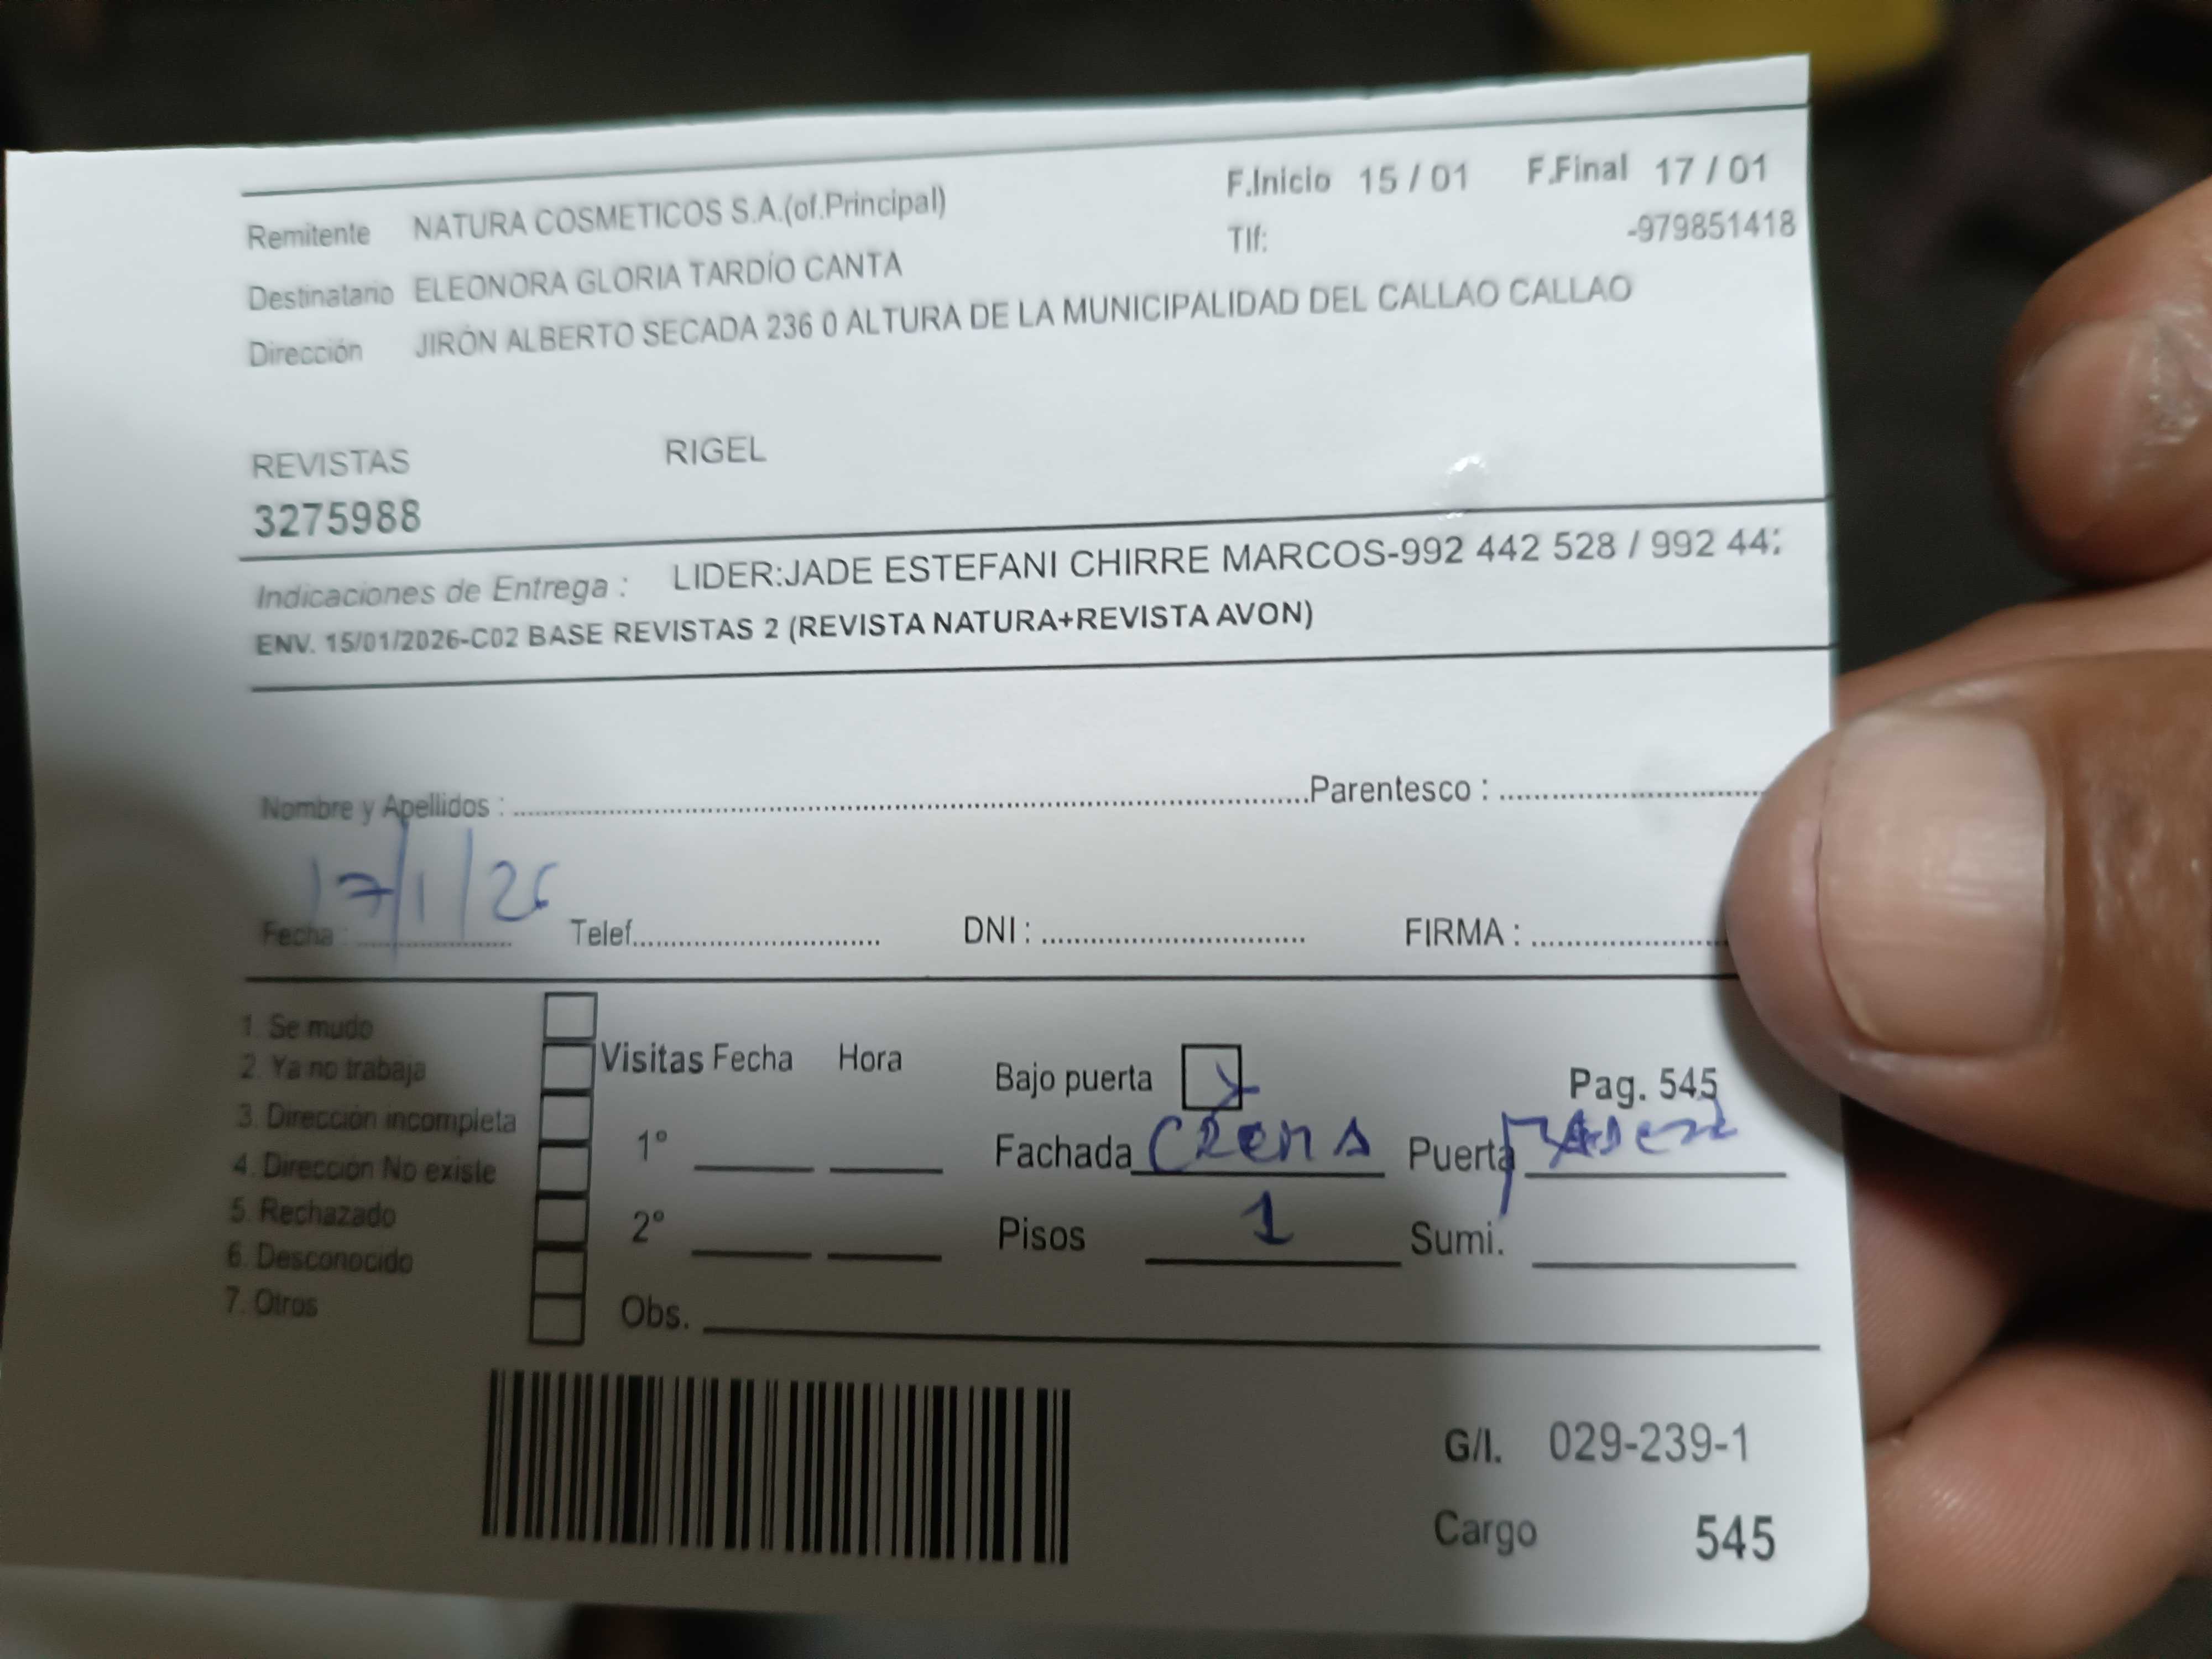 F.Inicio 15 / 01 F.Final 17 / 01
Remitente NATURA COSMETICOS S.A.(of.Principal)
Tlf: -979851418
Destinatario ELEONORA GLORIA TARDÍO CANTA
Dirección JIRÓN ALBERTO SECADA 236 0 ALTURA DE LA MUNICIPALIDAD DEL CALLAO CALLAO
REVISTAS RIGEL
3275988
Indicaciones de Entrega : LIDER:JADE ESTEFANI CHIRRE MARCOS-992 442 528 / 992 44
ENV. 15/01/2026-C02 BASE REVISTAS 2 (REVISTA NATURA+REVISTA AVON)
Nombre y Apellidos : Parentesco :
17/1/26
Fecha : Telef. DNI : FIRMA :
1. Se mudo
2. Ya no trabaja
3. Dirección incompleta
4. Dirección No existe
5. Rechazado
6. Desconocido
7. Otros
Visitas Fecha Hora
1º
2º
Obs.
Bajo puerta Pag. 545
Fachada Crema Puerta
Pisos 1 Sumi.
G/I. 029-239-1
Cargo 545